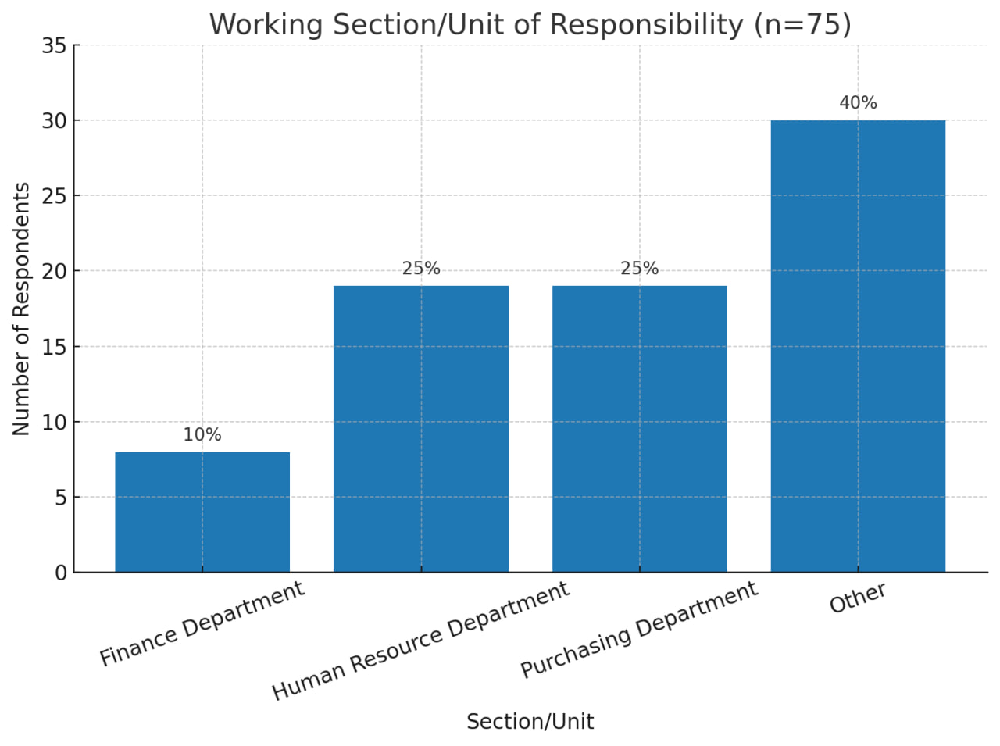 Working Section/Unit of Responsibility (n=75)
35
30
25
20
15
10
5
0
Number of Respondents
10%
25%
25%
40%
Finance Department
Human Resource Department
Purchasing Department
Other
Section/Unit